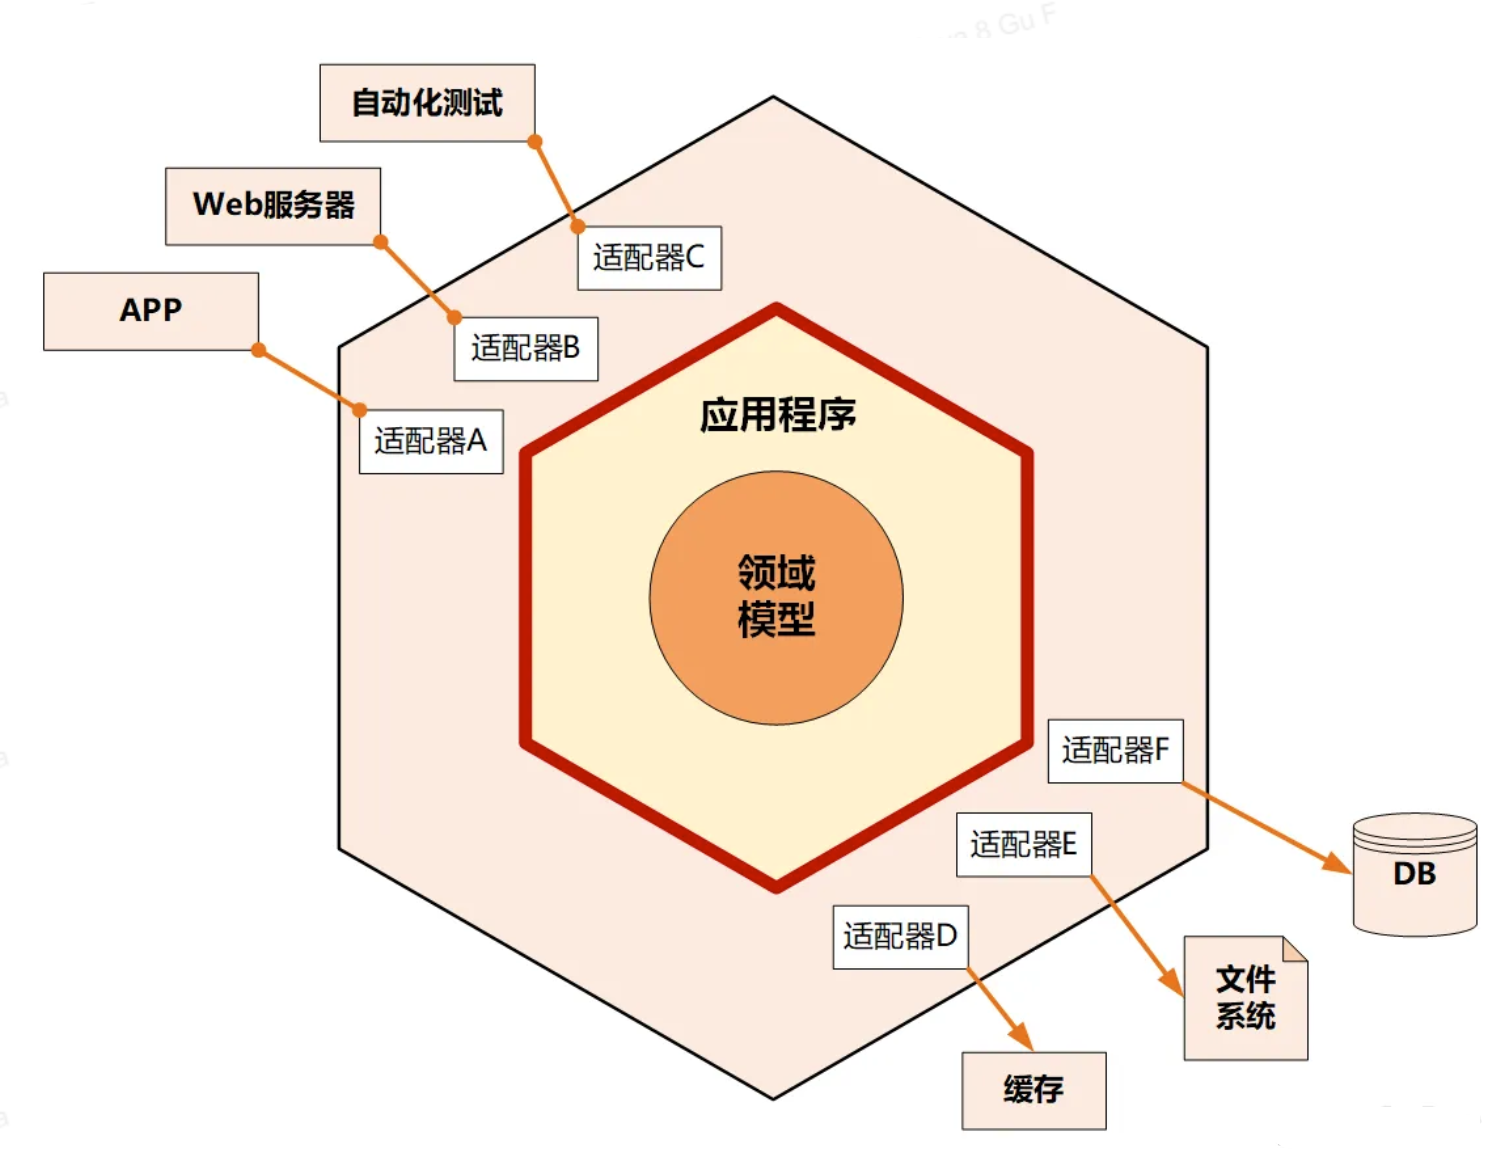 自动化测试
Web服务器
APP
适配器C
适配器B
适配器A
应用程序
领域
模型
适配器F
适配器E
适配器D
DB
文件
系统
缓存
8 Gu F